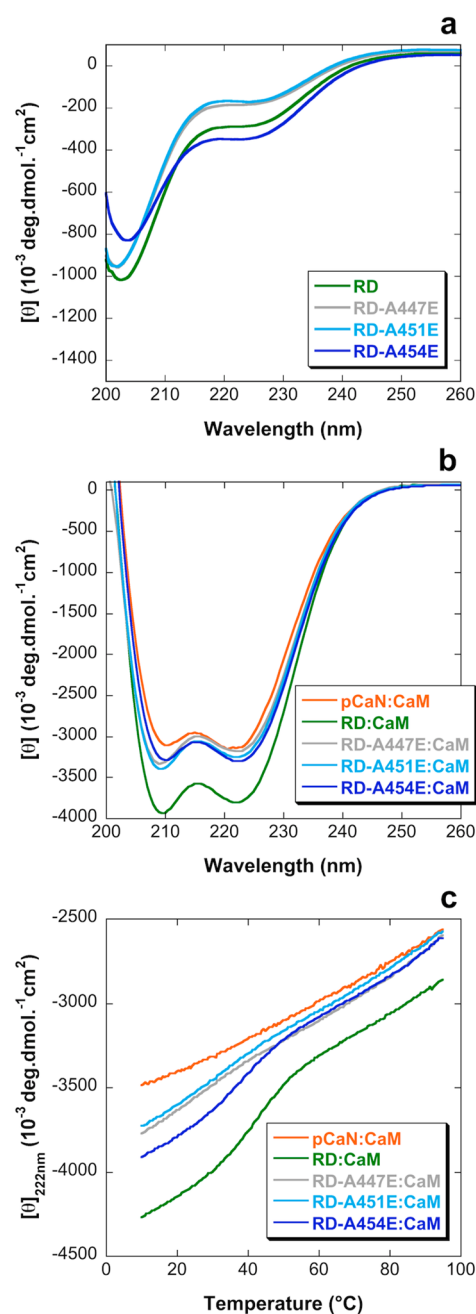 a
0
-200
-400
-600
-800
-1000
-1200
-1400
[θ] (10⁻³ deg.dmol.⁻¹cm²)
RD
RD-A447E
RD-A451E
RD-A454E
200 210 220 230 240 250 260
Wavelength (nm)
b
0
-500
-1000
-1500
-2000
-2500
-3000
-3500
-4000
[θ] (10⁻³ deg.dmol.⁻¹cm²)
pCaN:CaM
RD:CaM
RD-A447E:CaM
RD-A451E:CaM
RD-A454E:CaM
200 210 220 230 240 250 260
Wavelength (nm)
c
-2500
-3000
-3500
-4000
-4500
[θ]₂₂₂ₙₘ (10⁻³ deg.dmol.⁻¹cm²)
pCaN:CaM
RD:CaM
RD-A447E:CaM
RD-A451E:CaM
RD-A454E:CaM
0 20 40 60 80 100
Temperature (°C)